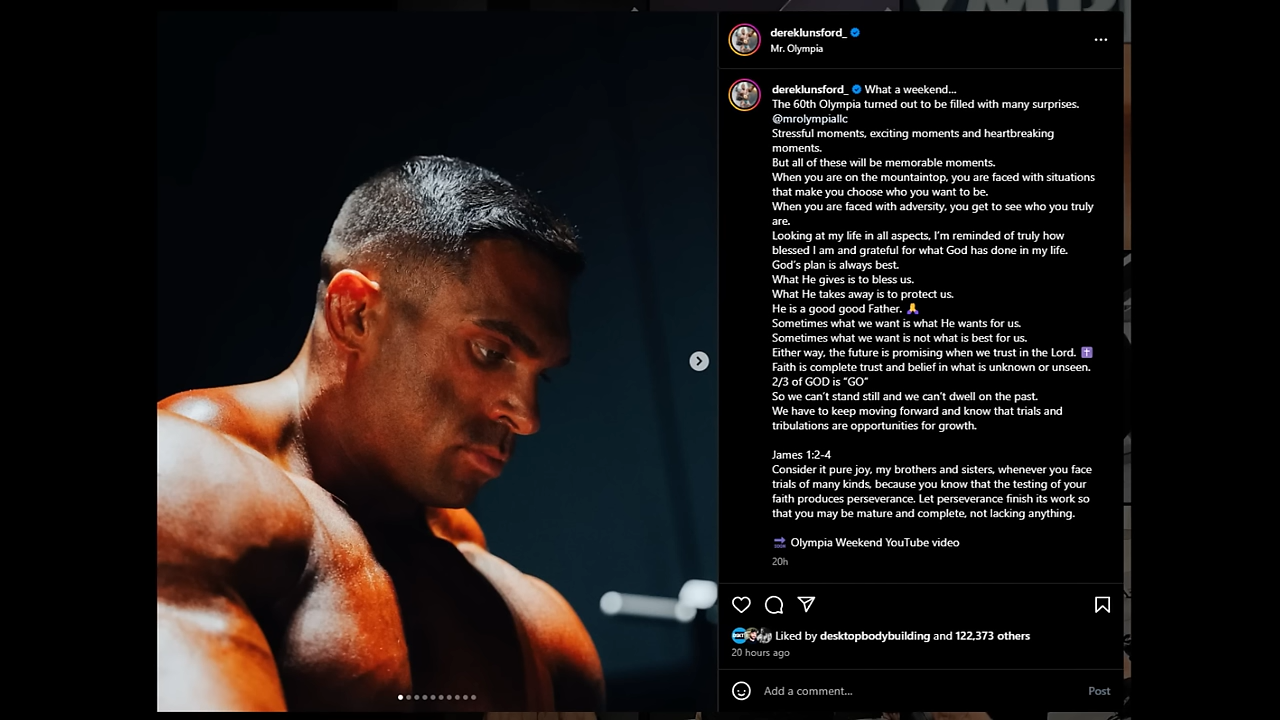 dereklunsford_
Mr. Olympia
dereklunsford_ What a weekend...
The 60th Olympia turned out to be filled with many surprises.
@mrolympiallc
Stressful moments, exciting moments and heartbreaking
moments.
But all of these will be memorable moments.
When you are on the mountaintop, you are faced with situations
that make you choose who you want to be.
When you are faced with adversity, you get to see who you truly
are.
Looking at my life in all aspects, I'm reminded of truly how
blessed I am and grateful for what God has done in my life.
God's plan is always best.
What He gives is to bless us.
What He takes away is to protect us.
He is a good good Father. 🙏
Sometimes what we want is what He wants for us.
Sometimes what we want is not what is best for us.
Either way, the future is promising when we trust in the Lord. ✝️
Faith is complete trust and belief in what is unknown or unseen.
2/3 of GOD is “GO”
So we can't stand still and we can't dwell on the past.
We have to keep moving forward and know that trials and
tribulations are opportunities for growth.
James 1:2-4
Consider it pure joy, my brothers and sisters, whenever you face
trials of many kinds, because you know that the testing of your
faith produces perseverance. Let perseverance finish its work so
that you may be mature and complete, not lacking anything.
🔜 Olympia Weekend YouTube video
20h
Liked by desktopbodybuilding and 122,373 others
20 hours ago
Add a comment...
Post